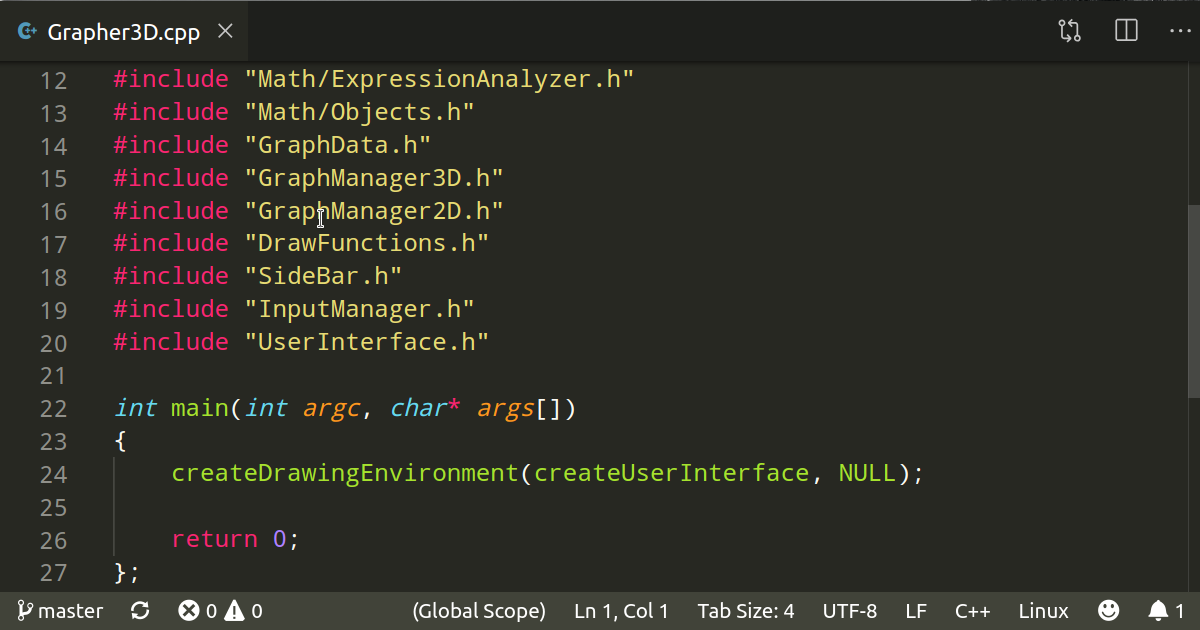 Grapher3D.cpp
12 #include "Math/ExpressionAnalyzer.h"
13 #include "Math/Objects.h"
14 #include "GraphData.h"
15 #include "GraphManager3D.h"
16 #include "GraphManager2D.h"
17 #include "DrawFunctions.h"
18 #include "SideBar.h"
19 #include "InputManager.h"
20 #include "UserInterface.h"
21
22 int main(int argc, char* args[])
23 {
24     createDrawingEnvironment(createUserInterface, NULL);
25
26     return 0;
27 };
master 0 0 (Global Scope) Ln 1, Col 1 Tab Size: 4 UTF-8 LF C++ Linux 1